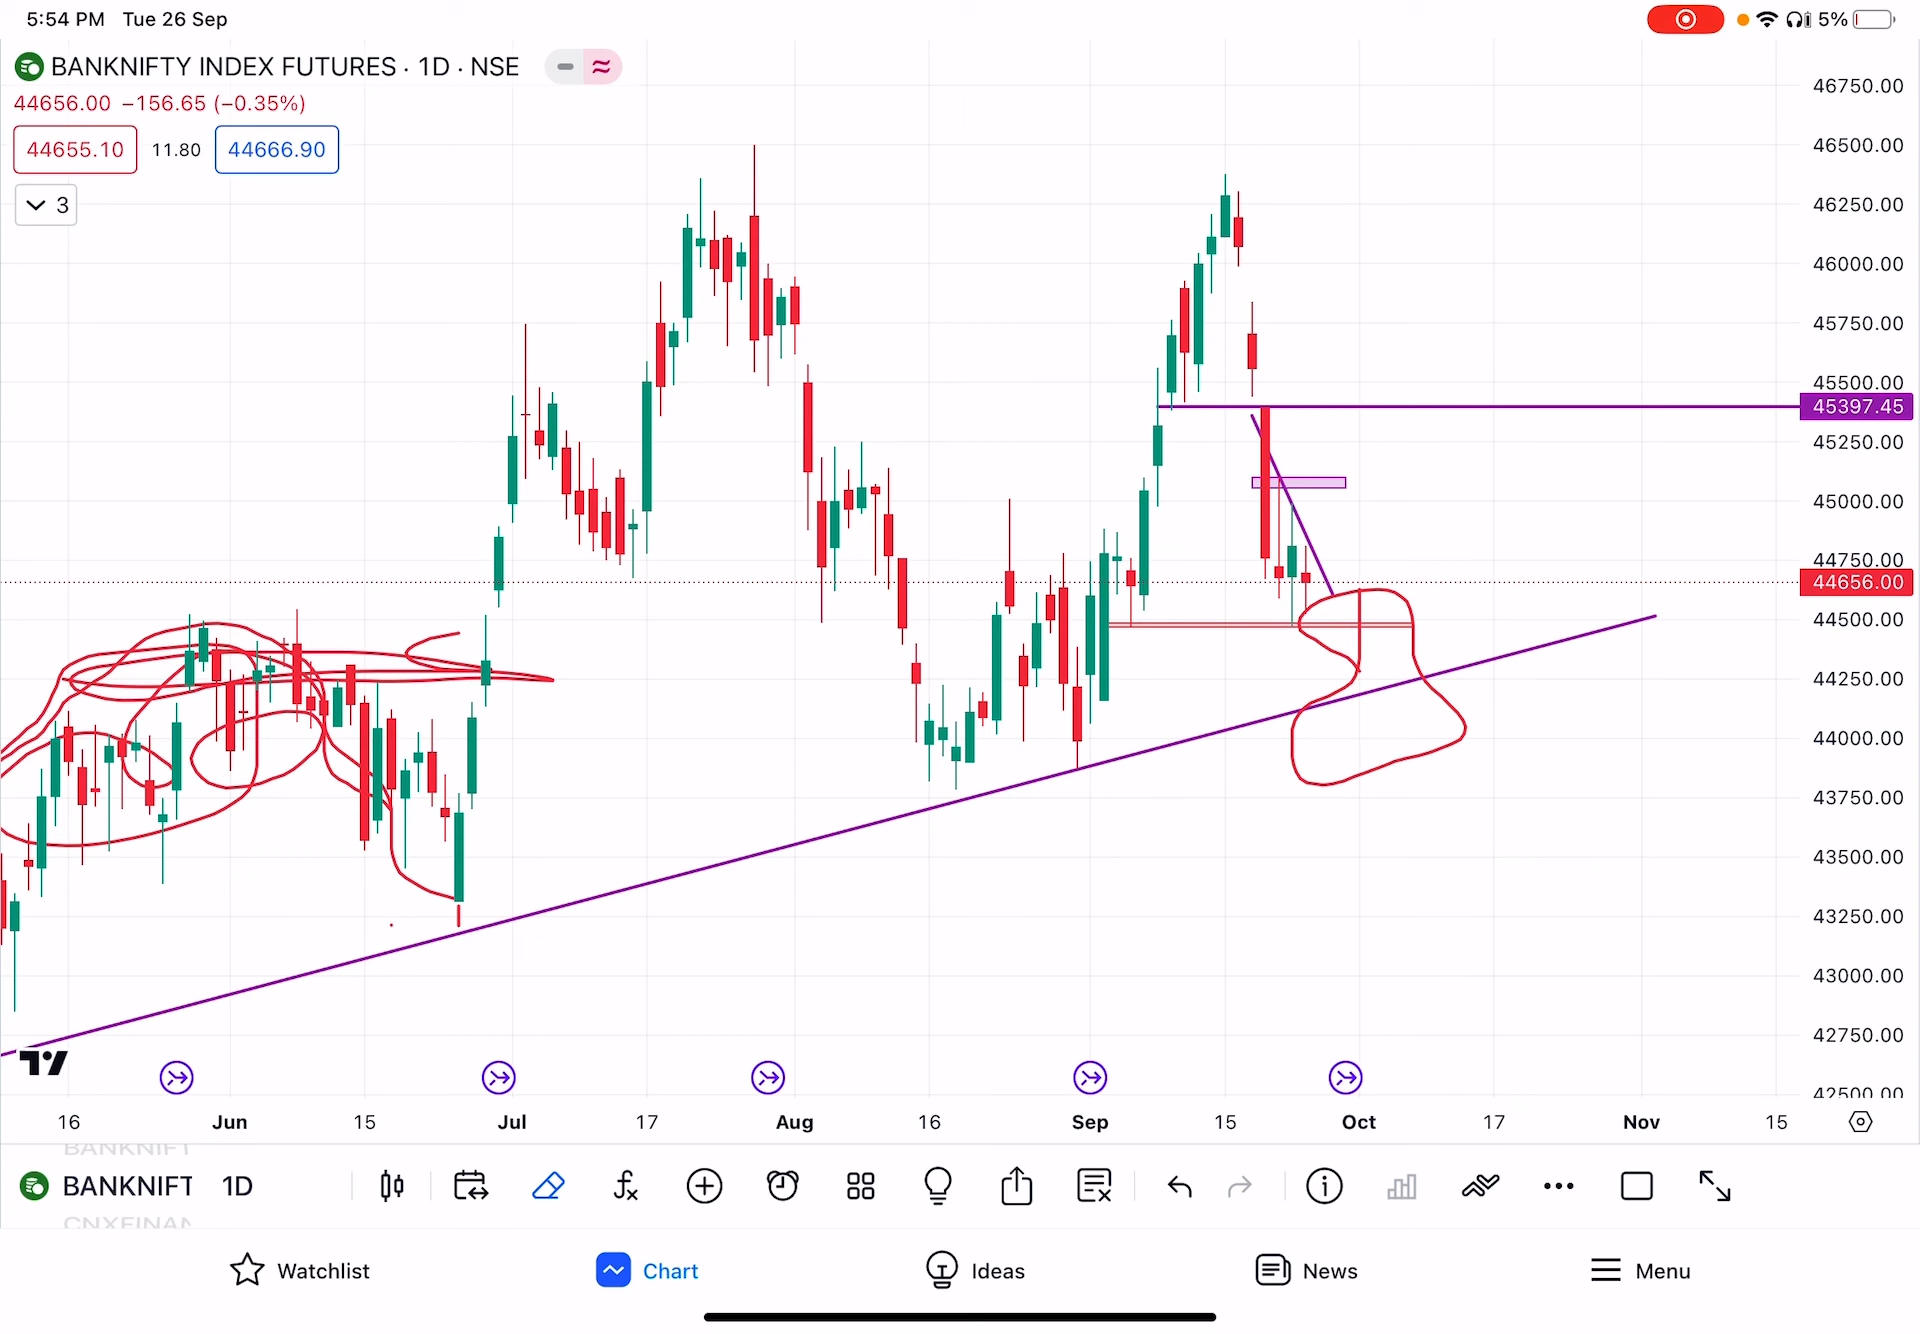 5:54 PM Tue 26 Sep
5%
BANKNIFTY INDEX FUTURES · 1D · NSE
44656.00 −156.65 (−0.35%)
44655.10 11.80 44666.90
3
46750.00
46500.00
46250.00
46000.00
45750.00
45500.00
45397.45
45250.00
45000.00
44750.00
44656.00
44500.00
44250.00
44000.00
43750.00
43500.00
43250.00
43000.00
42750.00
42500.00
16 Jun 15 Jul 17 Aug 16 Sep 15 Oct 17 Nov 15
BANKNIFT
BANKNIFT 1D
CNXFINAN
Watchlist Chart Ideas News Menu